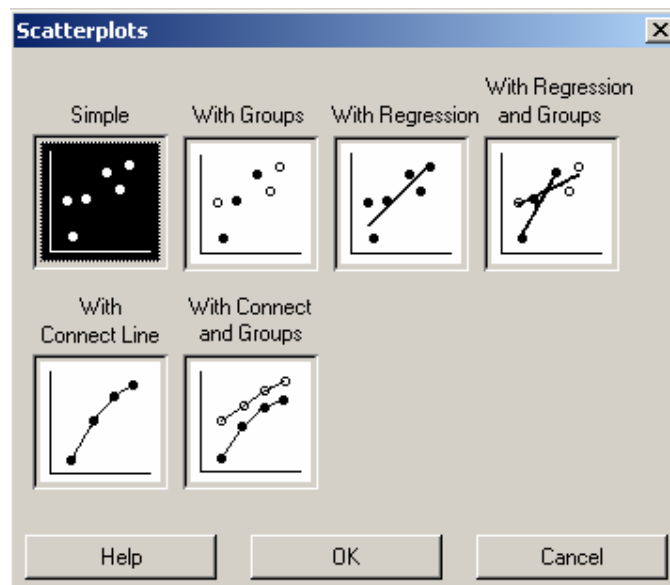 Scatterplots
Simple
With Groups
With Regression
With Regression
and Groups
With
Connect Line
With Connect
and Groups
Help
OK
Cancel